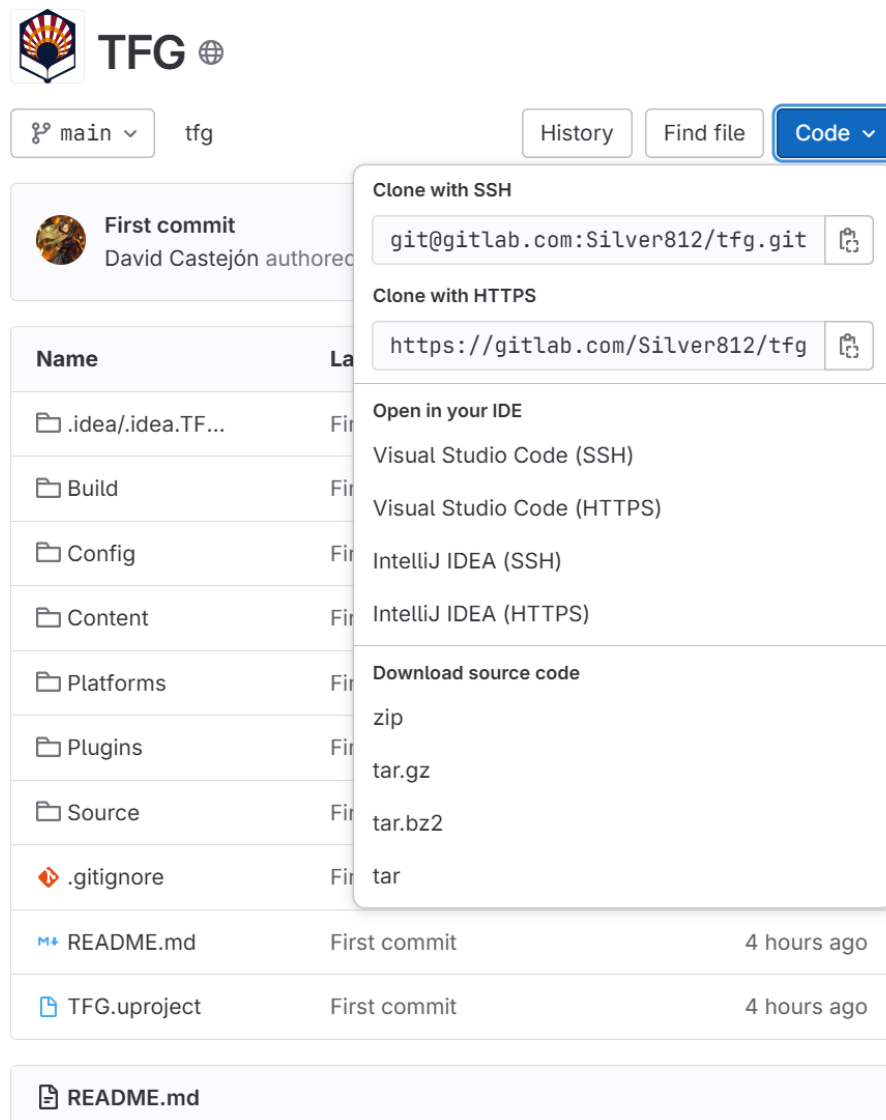 TFG
main
tfg
History
Find file
Code
First commit
David Castejón authored
Clone with SSH
git@gitlab.com:Silver812/tfg.git
Clone with HTTPS
https://gitlab.com/Silver812/tfg
Open in your IDE
Visual Studio Code (SSH)
Visual Studio Code (HTTPS)
IntelliJ IDEA (SSH)
IntelliJ IDEA (HTTPS)
Download source code
zip
tar.gz
tar.bz2
tar
Name
.idea/.idea.TF...
Build
Config
Content
Platforms
Plugins
Source
.gitignore
README.md First commit 4 hours ago
TFG.uproject First commit 4 hours ago
README.md